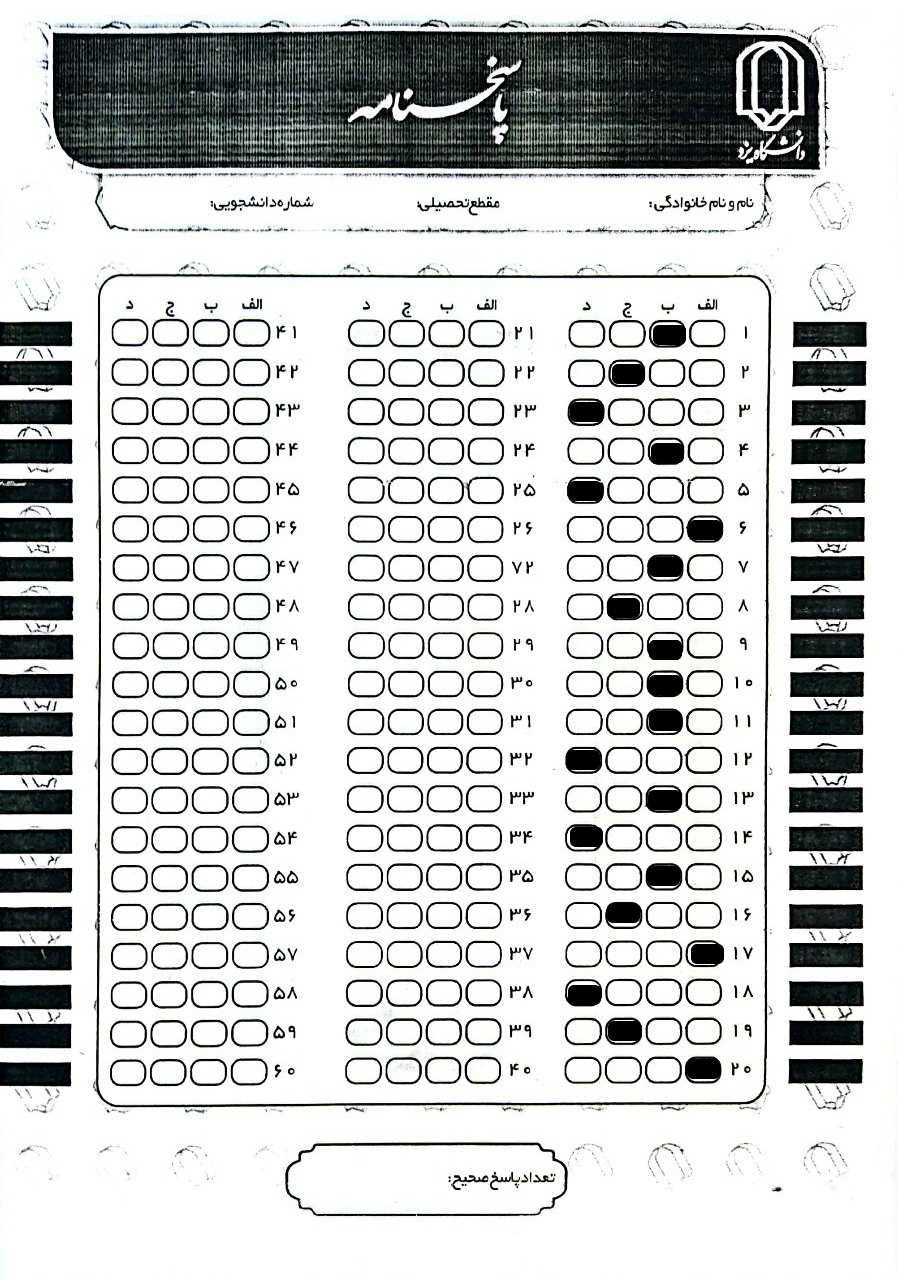 پاسخنامه
دانشگاه یزد
نام و نام خانوادگی: مقطع تحصیلی: شماره دانشجویی:
الف ب ج د الف ب ج د الف ب ج د
۱ ۲۱ ۴۱
۲ ۲۲ ۴۲
۳ ۲۳ ۴۳
۴ ۲۴ ۴۴
۵ ۲۵ ۴۵
۶ ۲۶ ۴۶
۷ ۷۲ ۴۷
۸ ۲۸ ۴۸
۹ ۲۹ ۴۹
۱۰ ۳۰ ۵۰
۱۱ ۳۱ ۵۱
۱۲ ۳۲ ۵۲
۱۳ ۳۳ ۵۳
۱۴ ۳۴ ۵۴
۱۵ ۳۵ ۵۵
۱۶ ۳۶ ۵۶
۱۷ ۳۷ ۵۷
۱۸ ۳۸ ۵۸
۱۹ ۳۹ ۵۹
۲۰ ۴۰ ۶۰
تعداد پاسخ صحیح: